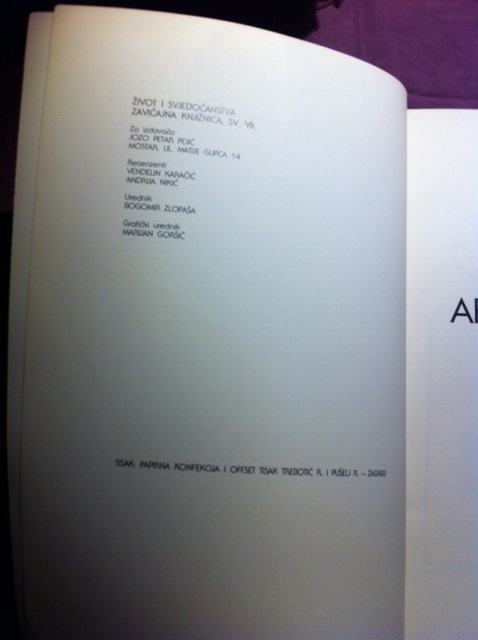 ŽIVOT I SVJEDOČANSTVA
ZAVIČAJNA KNJIŽNICA, SV. VII.
Za izdavača
JOZO PETAR PEJIĆ
MOSTAR, UL. MATIJE GUPCA 14
Recenzenti
VENDELIN KARAČIĆ
ANDRIJA NIKIĆ
Urednik
BOGOMIR ZLOPAŠA
Grafički urednik
MARIJAN GORŠIĆ
TISAK: PAPIRNA KONFEKCIJA I OFFSET TISAK TREBOTIĆ R. I PUŠELJ R. – ZAGREB